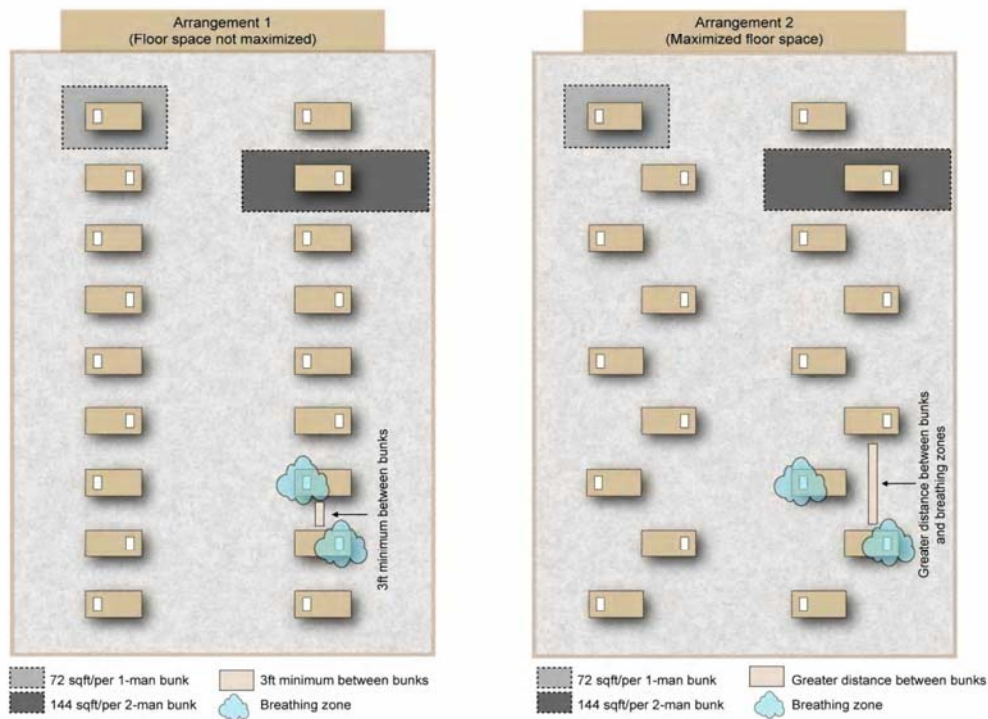 Arrangement 1
(Floor space not maximized)
3ft minimum between bunks
72 sqft/per 1-man bunk
144 sqft/per 2-man bunk
3ft minimum between bunks
Breathing zone
Arrangement 2
(Maximized floor space)
Greater distance between bunks
and breathing zones
72 sqft/per 1-man bunk
144 sqft/per 2-man bunk
Greater distance between bunks
Breathing zone